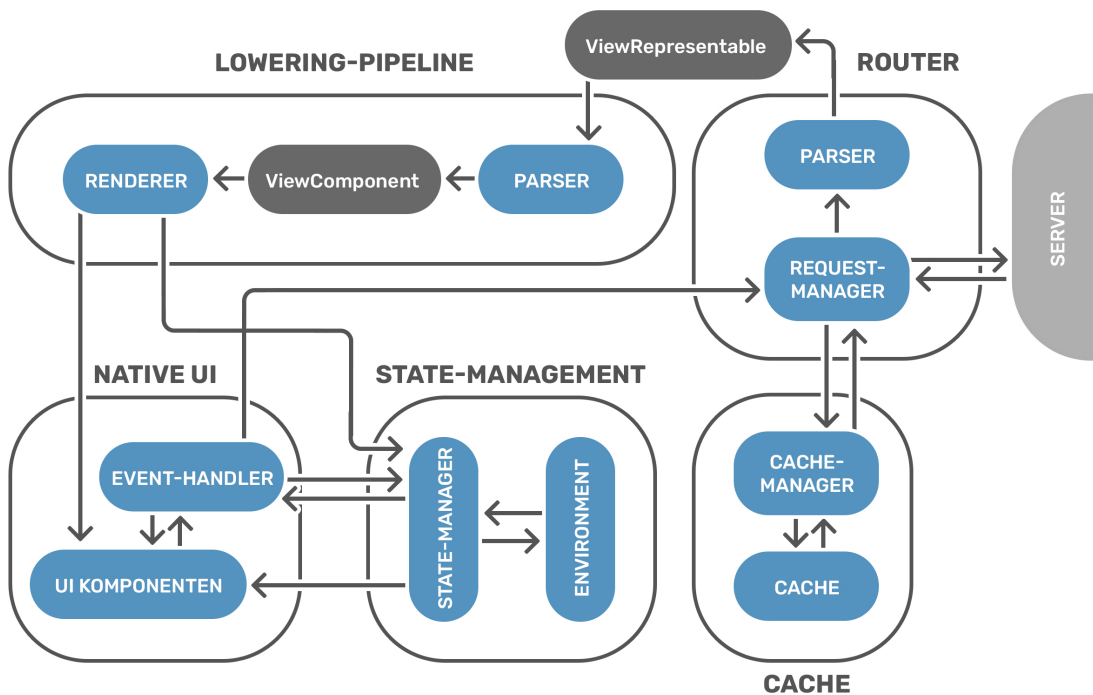 ViewRepresentable
LOWERING-PIPELINE
ROUTER
RENDERER
ViewComponent
PARSER
PARSER
REQUEST-
MANAGER
SERVER
NATIVE UI
STATE-MANAGEMENT
EVENT-HANDLER
UI KOMPONENTEN
STATE-MANAGER
ENVIRONMENT
CACHE-
MANAGER
CACHE
CACHE